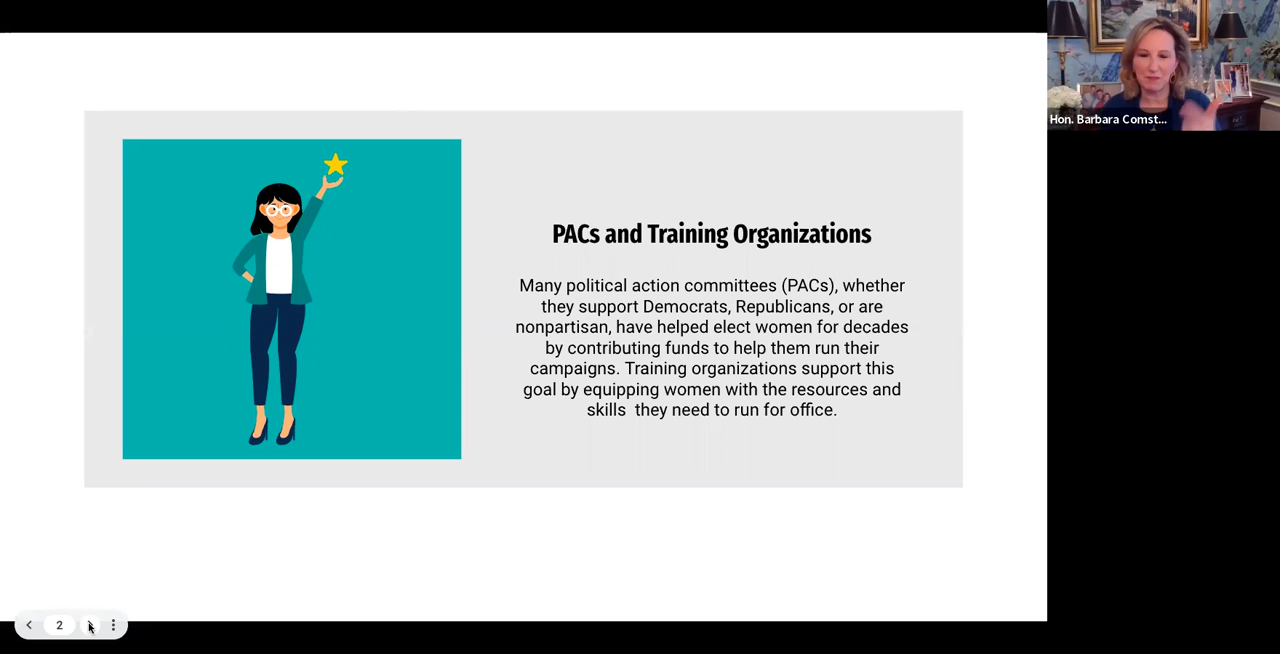 Hon. Barbara Comst...
PACs and Training Organizations
Many political action committees (PACs), whether
they support Democrats, Republicans, or are
nonpartisan, have helped elect women for decades
by contributing funds to help them run their
campaigns. Training organizations support this
goal by equipping women with the resources and
skills  they need to run for office.
2